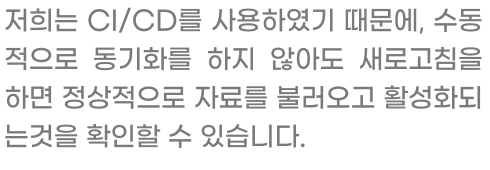 저희는 CI/CD를 사용하였기 때문에, 수동
적으로 동기화를 하지 않아도 새로고침을
하면 정상적으로 자료를 불러오고 활성화되
는것을 확인할 수 있습니다.